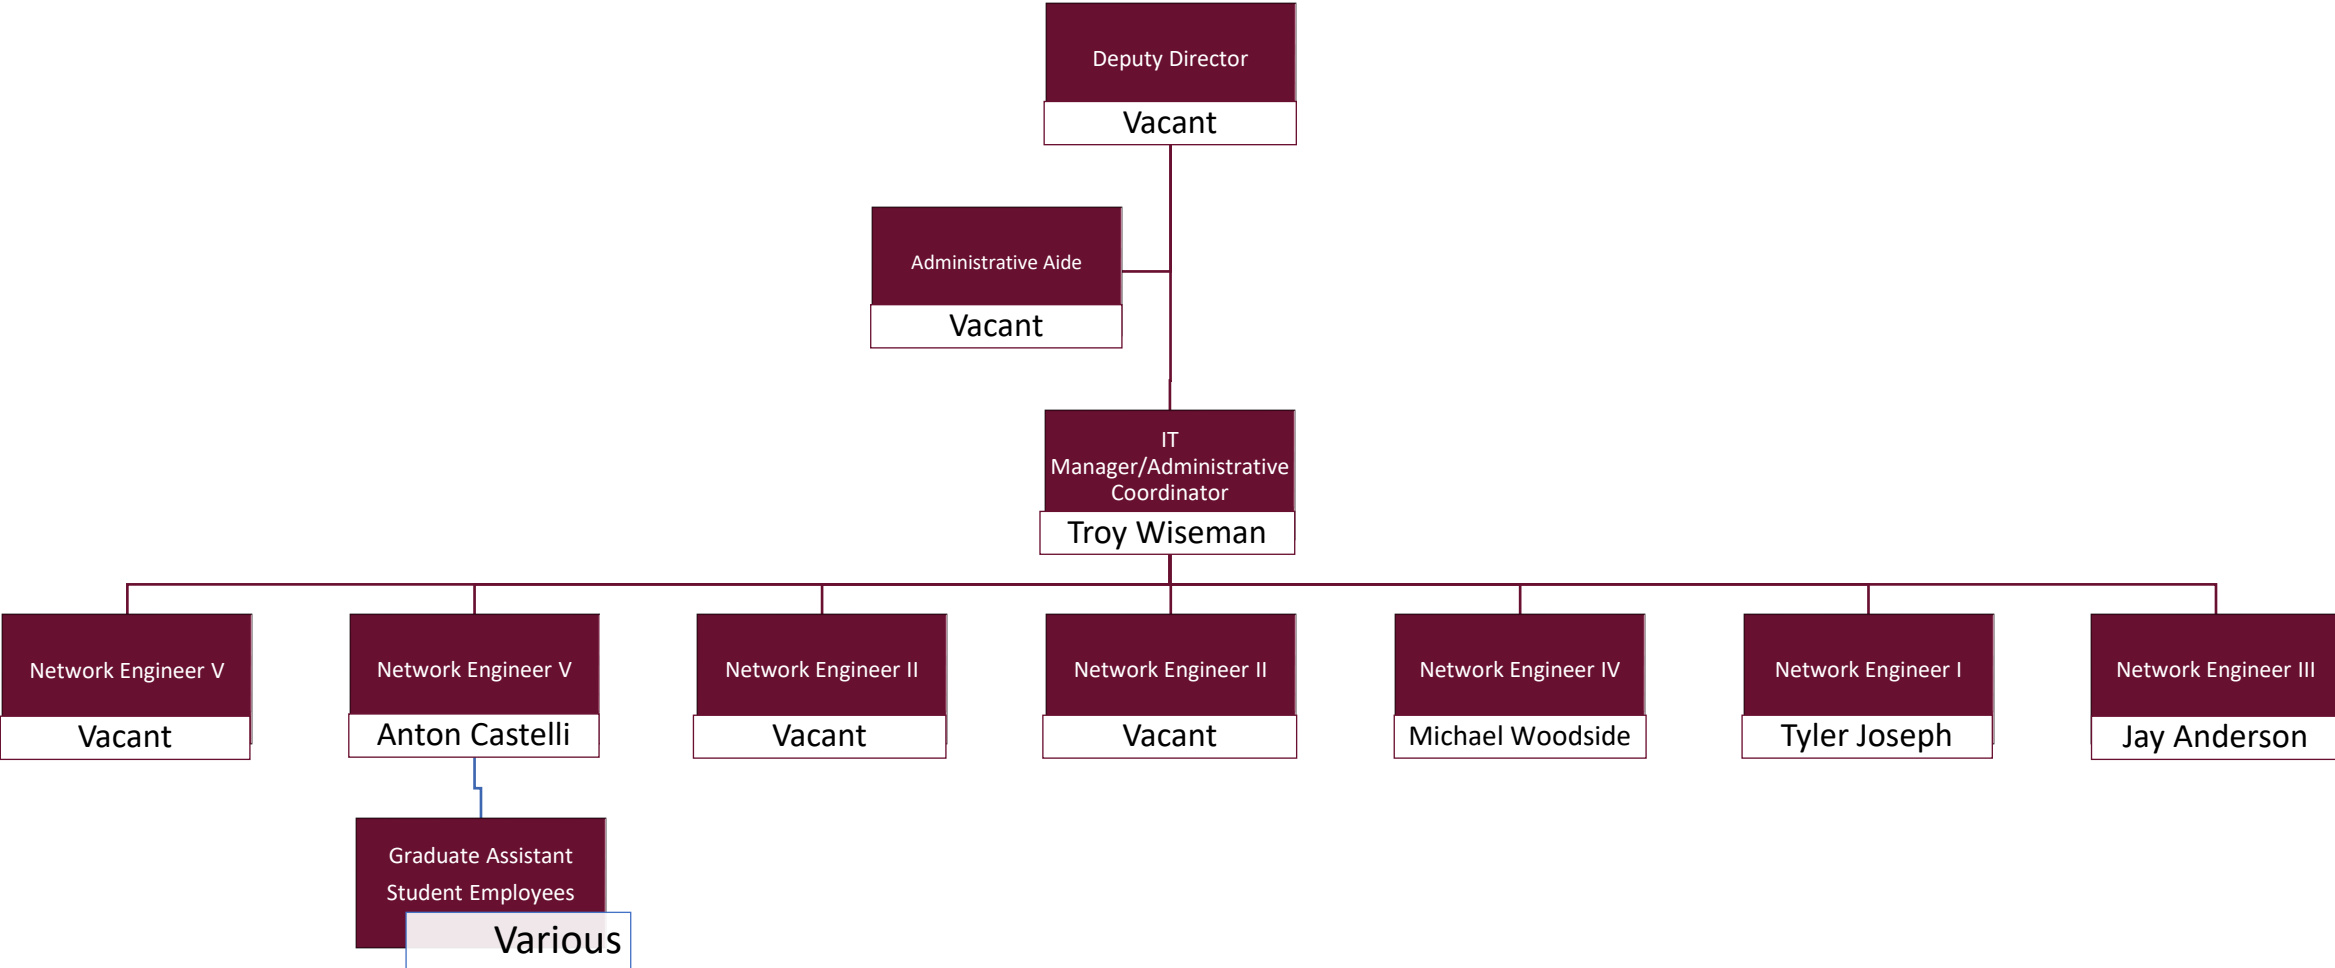 Deputy Director
Vacant
Administrative Aide
Vacant
IT
Manager/Administrative
Coordinator
Troy Wiseman
Network Engineer V
Vacant
Network Engineer V
Anton Castelli
Network Engineer II
Vacant
Network Engineer II
Vacant
Network Engineer IV
Michael Woodside
Network Engineer I
Tyler Joseph
Network Engineer III
Jay Anderson
Graduate Assistant
Student Employees
Various